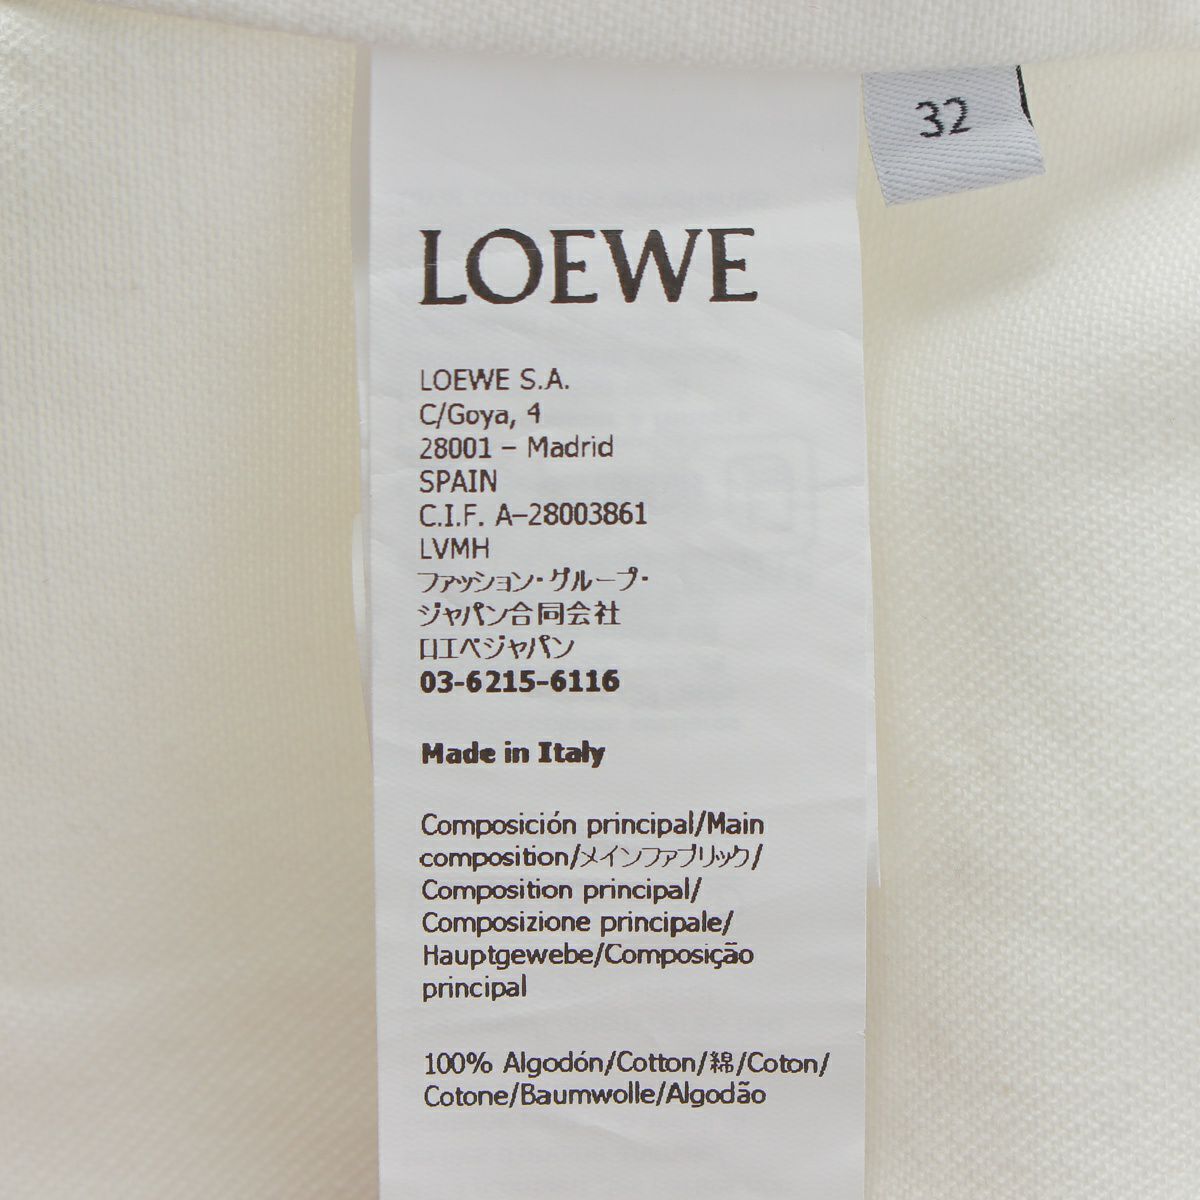 32
LOEWE
LOEWE S.A.
C/Goya, 4
28001 – Madrid
SPAIN
C.I.F. A–28003861
LVMH
ファッション・グループ・
ジャパン合同会社
ロエベジャパン
03-6215-6116
Made in Italy
Composición principal/Main
composition/メインファブリック/
Composition principal/
Composizione principale/
Hauptgewebe/Composição
principal
100% Algodón/Cotton/綿/Coton/
Cotone/Baumwolle/Algodão